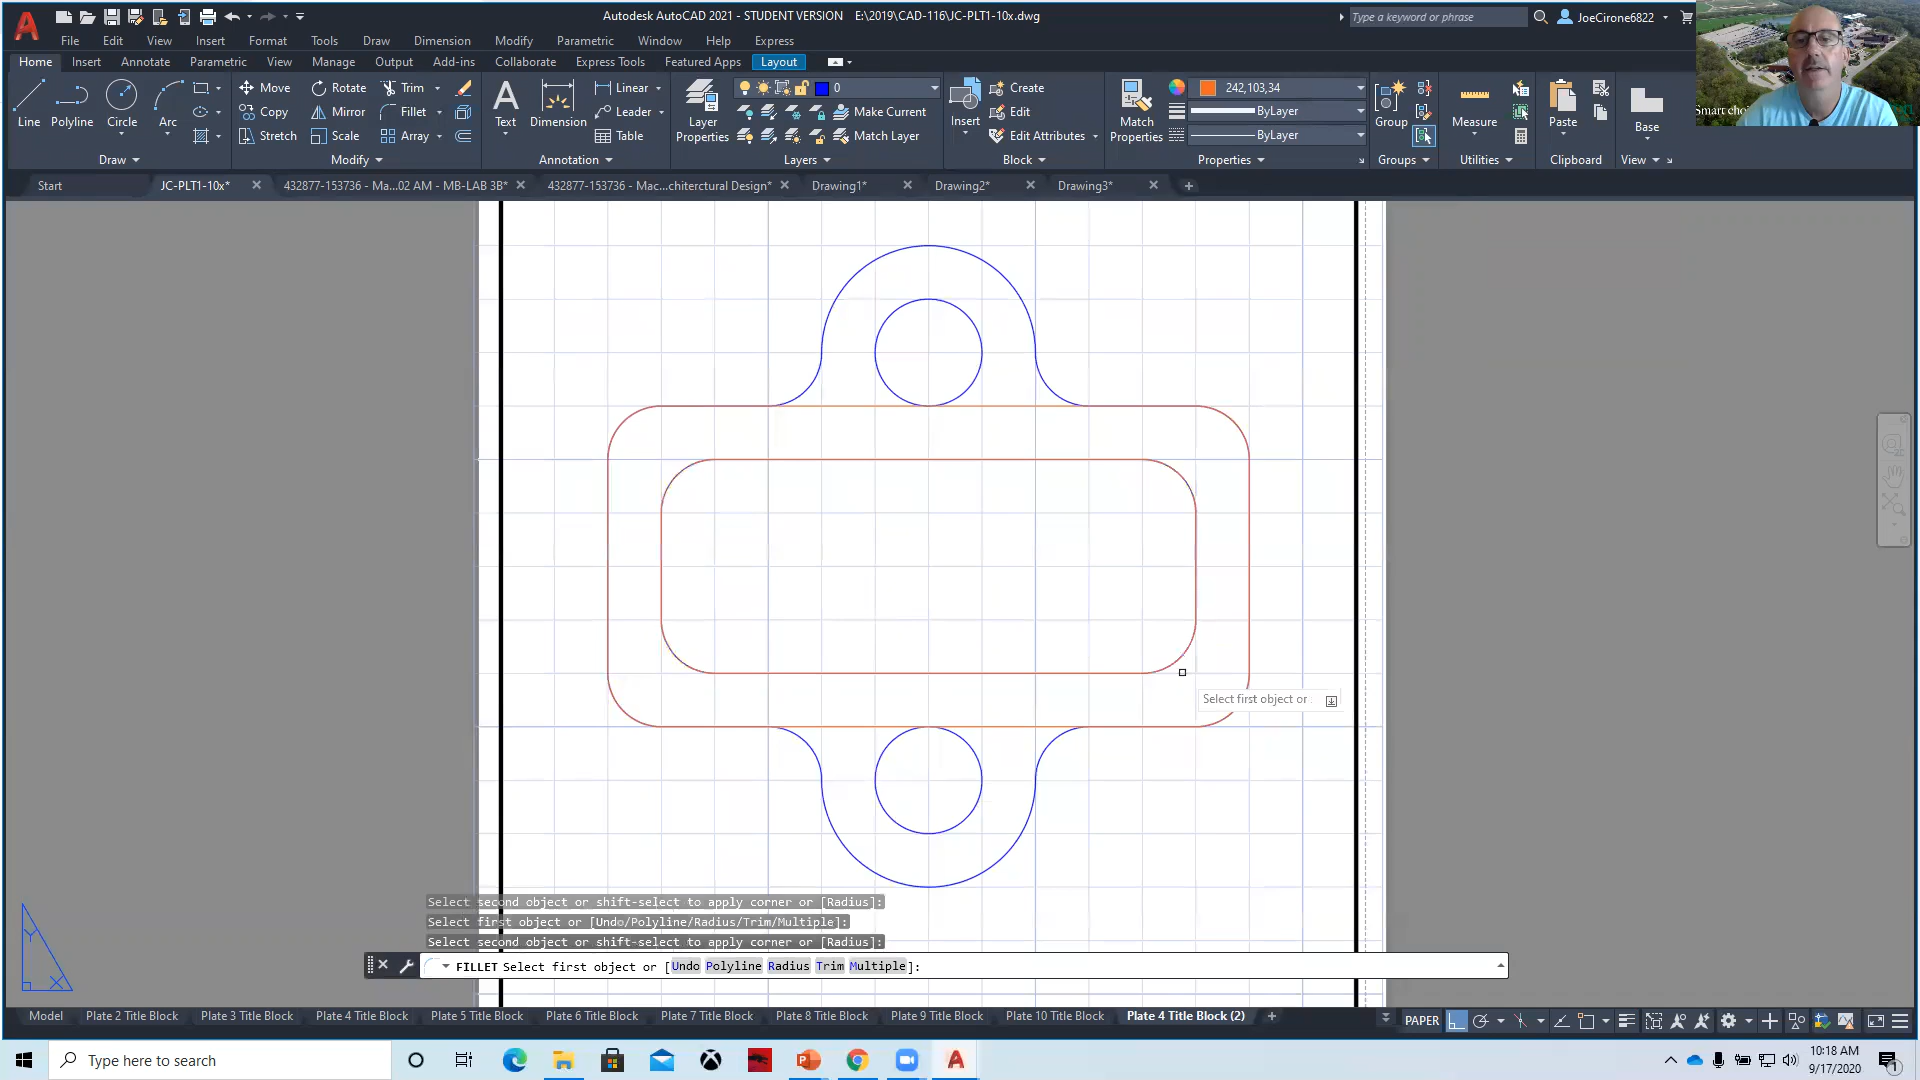 Autodesk AutoCAD 2021 - STUDENT VERSION E:\2019\CAD-116\JC-PLT1-10x.dwg
Type a keyword or phrase
JoeCirone6822
File Edit View Insert Format Tools Draw Dimension Modify Parametric Window Help Express
Home Insert Annotate Parametric View Manage Output Add-ins Collaborate Express Tools Featured Apps Layout
Line Polyline Circle Arc
Move Rotate Trim
Copy Mirror Fillet
Stretch Scale Array
Text Dimension
Linear
Leader
Table
Layer Properties
0
Make Current
Match Layer
Insert
Create
Edit
Edit Attributes
Match Properties
242,103,34
ByLayer
ByLayer
Group
Measure
Paste
Base
Smart cho
Draw Modify Annotation Layers Block Properties Groups Utilities Clipboard View
Start JC-PLT1-10x* 432877-153736 - Ma...02 AM - MB-LAB 3B* 432877-153736 - Mac...chiterctural Design* Drawing1* Drawing2* Drawing3*
Select first object or
Select second object or shift-select to apply corner or [Radius]:
Select first object or [Undo/Polyline/Radius/Trim/Multiple]:
Select second object or shift-select to apply corner or [Radius]:
FILLET Select first object or [Undo Polyline Radius Trim Multiple]:
Y
X
Model Plate 2 Title Block Plate 3 Title Block Plate 4 Title Block Plate 5 Title Block Plate 6 Title Block Plate 7 Title Block Plate 8 Title Block Plate 9 Title Block Plate 10 Title Block Plate 4 Title Block (2)
PAPER
Type here to search
10:18 AM
9/17/2020
1